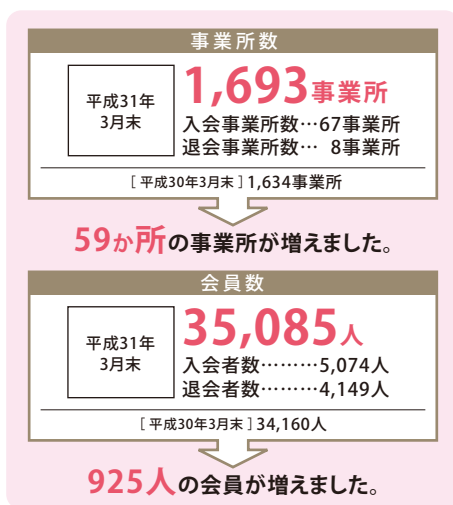 事業所数
平成31年
3月末
1,693事業所
入会事業所数…67事業所
退会事業所数… 8事業所
［平成30年3月末］1,634事業所
59か所の事業所が増えました。
会員数
平成31年
3月末
35,085人
入会者数………5,074人
退会者数………4,149人
［平成30年3月末］34,160人
925人の会員が増えました。